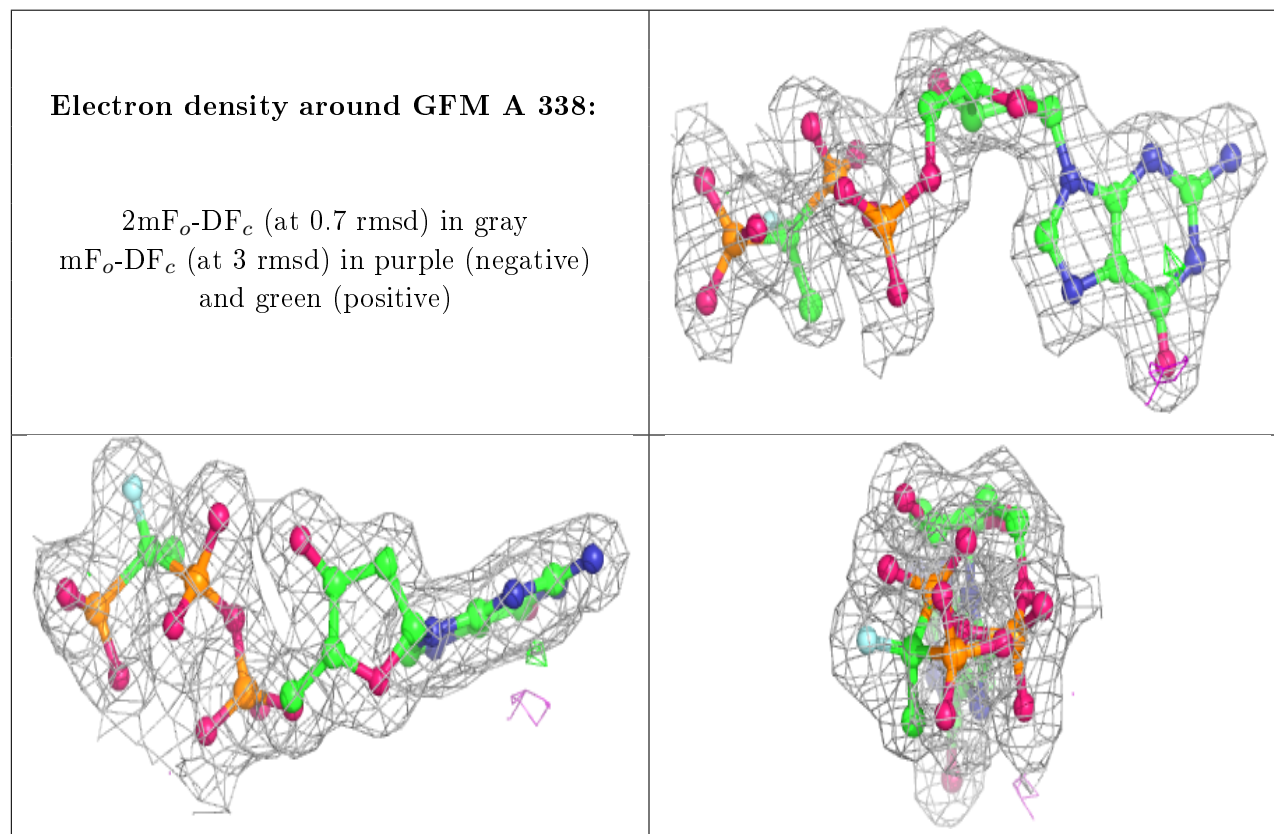 Electron density around GFM A 338:
2mFₒ-DF𝒸 (at 0.7 rmsd) in gray
mFₒ-DF𝒸 (at 3 rmsd) in purple (negative)
and green (positive)